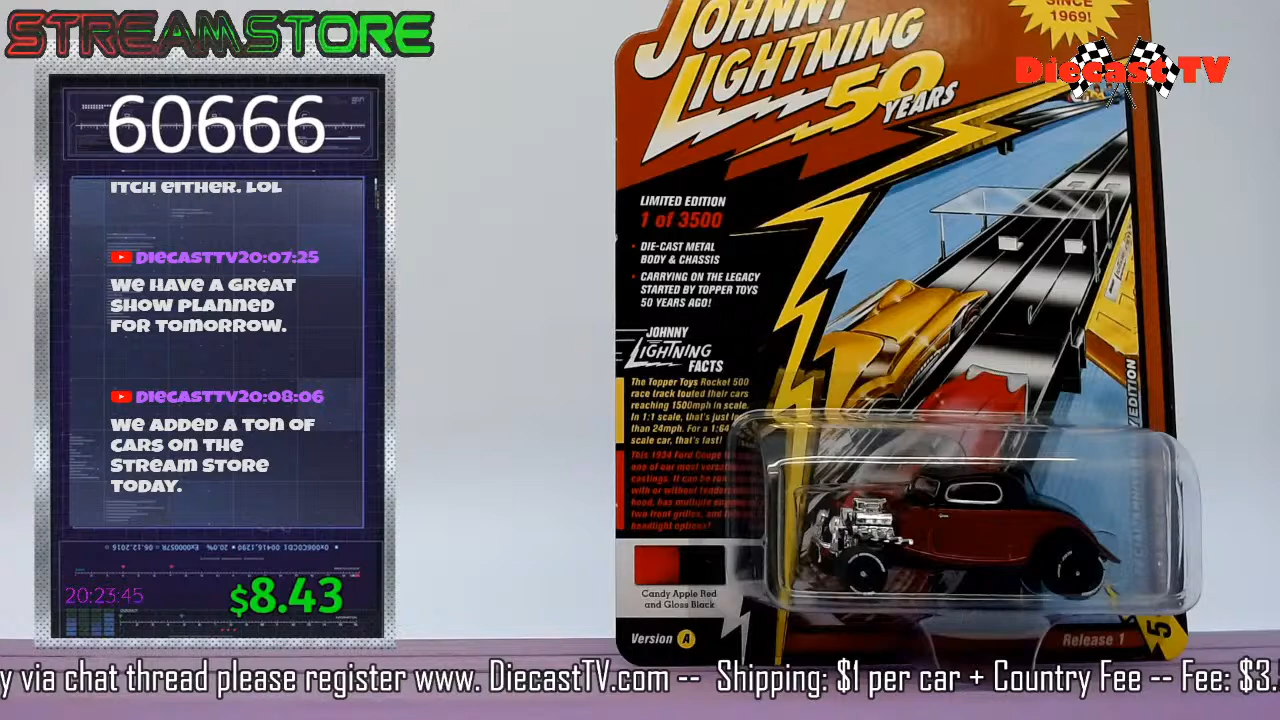 STREAMSTORE
60666
ITCH EITHER. LOL
DIECASTTV20:07:25
WE HAVE A GREAT
SHOW PLANNED
FOR TOMORROW.
DIECASTTV20:08:06
WE ADDED A TON OF
CARS ON THE
STREAM STORE
TODAY.
20:23:45
$8.43
JOHNNY
LIGHTNING
50
YEARS
SINCE
1969!
Diecast TV
LIMITED EDITION
1 of 3500
• DIE-CAST METAL
BODY & CHASSIS
• CARRYING ON THE LEGACY
STARTED BY TOPPER TOYS
50 YEARS AGO!
JOHNNY
LIGHTNING
FACTS
The Topper Toys Rocket 500
race track touted their cars
reaching 1500mph in scale.
In 1:1 scale, that's just
than 24mph. For a 1:64
scale car, that's fast!
This 1934 Ford Coupe
one of our most
castings. It can be
with or without
hood, has multiple
two front grilles, and
headlight options!
Candy Apple Red
and Gloss Black
Version A
EDITION
Release 1
5
y via chat thread please register www. DiecastTV.com -- Shipping: $1 per car + Country Fee -- Fee: $3.